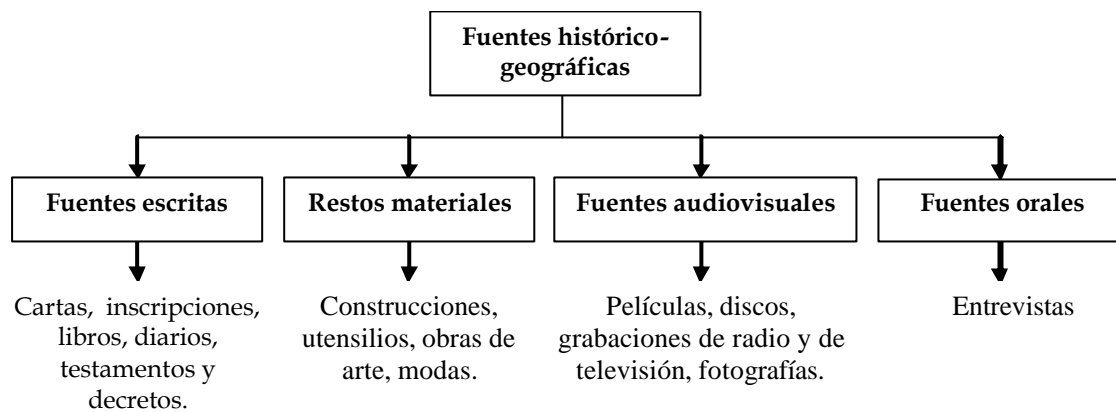 Fuentes histórico-
geográficas
Fuentes escritas
Restos materiales
Fuentes audiovisuales
Fuentes orales
Cartas, inscripciones,
libros, diarios,
testamentos y
decretos.
Construcciones,
utensilios, obras de
arte, modas.
Películas, discos,
grabaciones de radio y de
televisión, fotografías.
Entrevistas